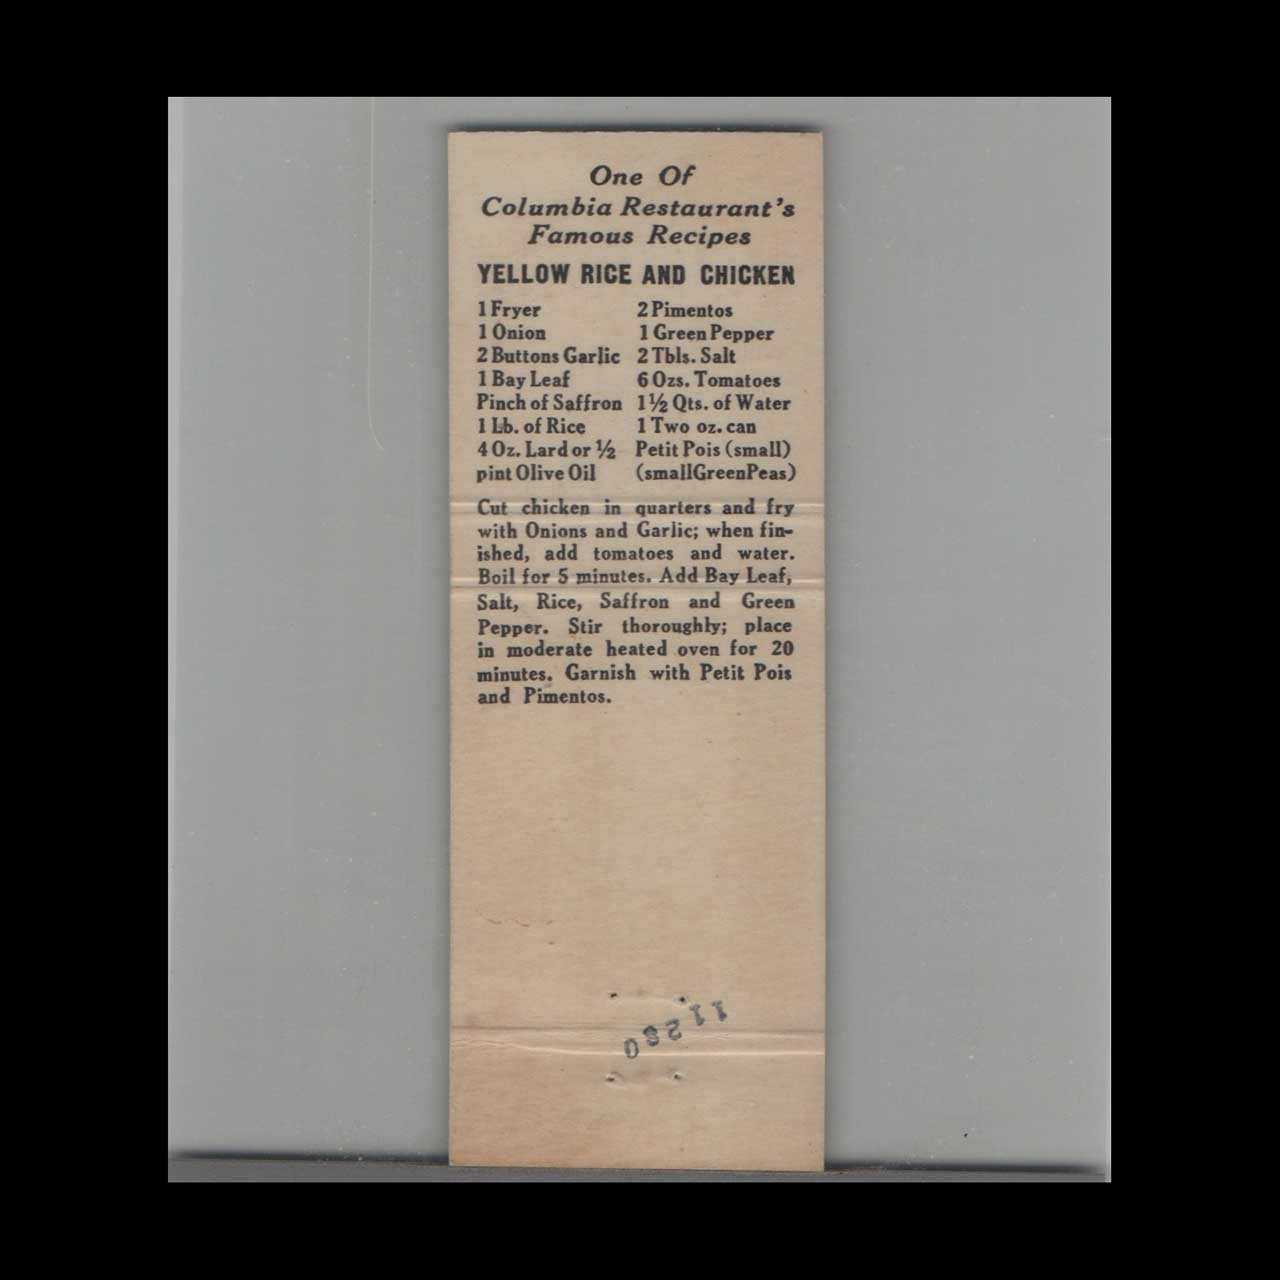 One Of
Columbia Restaurant's
Famous Recipes
YELLOW RICE AND CHICKEN
1 Fryer
1 Onion
2 Buttons Garlic
1 Bay Leaf
Pinch of Saffron
1 Lb. of Rice
4 Oz. Lard or ½
pint Olive Oil
2 Pimentos
1 Green Pepper
2 Tbls. Salt
6 Ozs. Tomatoes
1½ Qts. of Water
1 Two oz. can
Petit Pois (small)
(small Green Peas)
Cut chicken in quarters and fry
with Onions and Garlic; when fin-
ished, add tomatoes and water.
Boil for 5 minutes. Add Bay Leaf,
Salt, Rice, Saffron and Green
Pepper. Stir thoroughly; place
in moderate heated oven for 20
minutes. Garnish with Petit Pois
and Pimentos.
11280